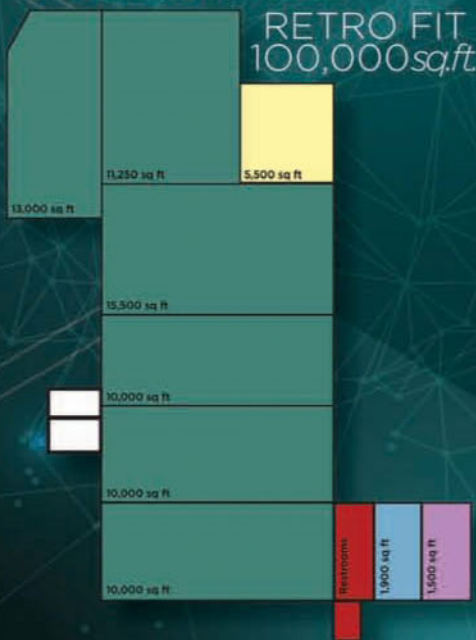 RETRO FIT
100,000 sq.ft.
11,250 sq ft
5,500 sq ft
13,000 sq ft
15,500 sq ft
10,000 sq ft
10,000 sq ft
10,000 sq ft
Restrooms
1,900 sq ft
1,500 sq ft